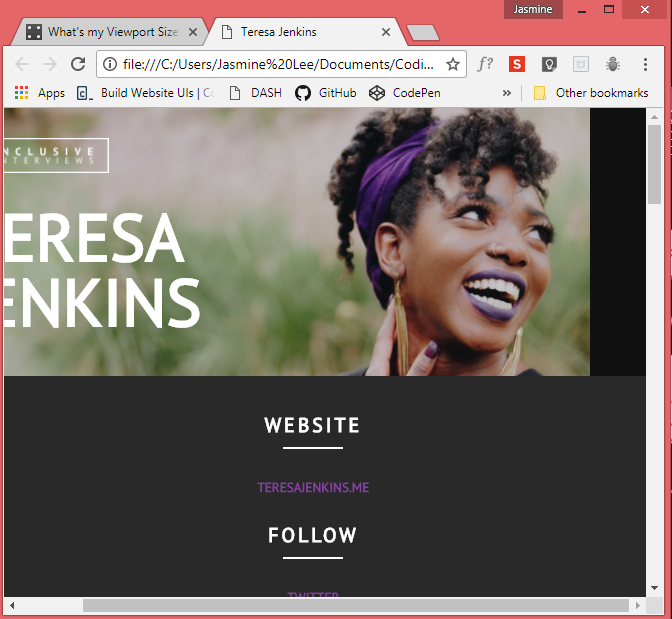 Jasmine
What's my Viewport Size
Teresa Jenkins
file:///C:/Users/Jasmine%20Lee/Documents/Codi...
f?
S
Apps
Build Website UIs | Co
DASH
GitHub
CodePen
»
Other bookmarks
NCLUSIVE
NTERVIEWS
ERESA
ENKINS
WEBSITE
TERESAJENKINS.ME
FOLLOW
TWITTER